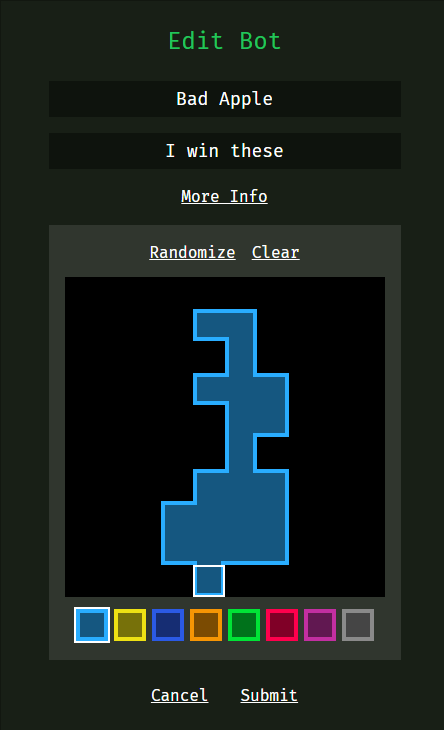 Edit Bot
Bad Apple
I win these
More Info
Randomize Clear
Cancel Submit